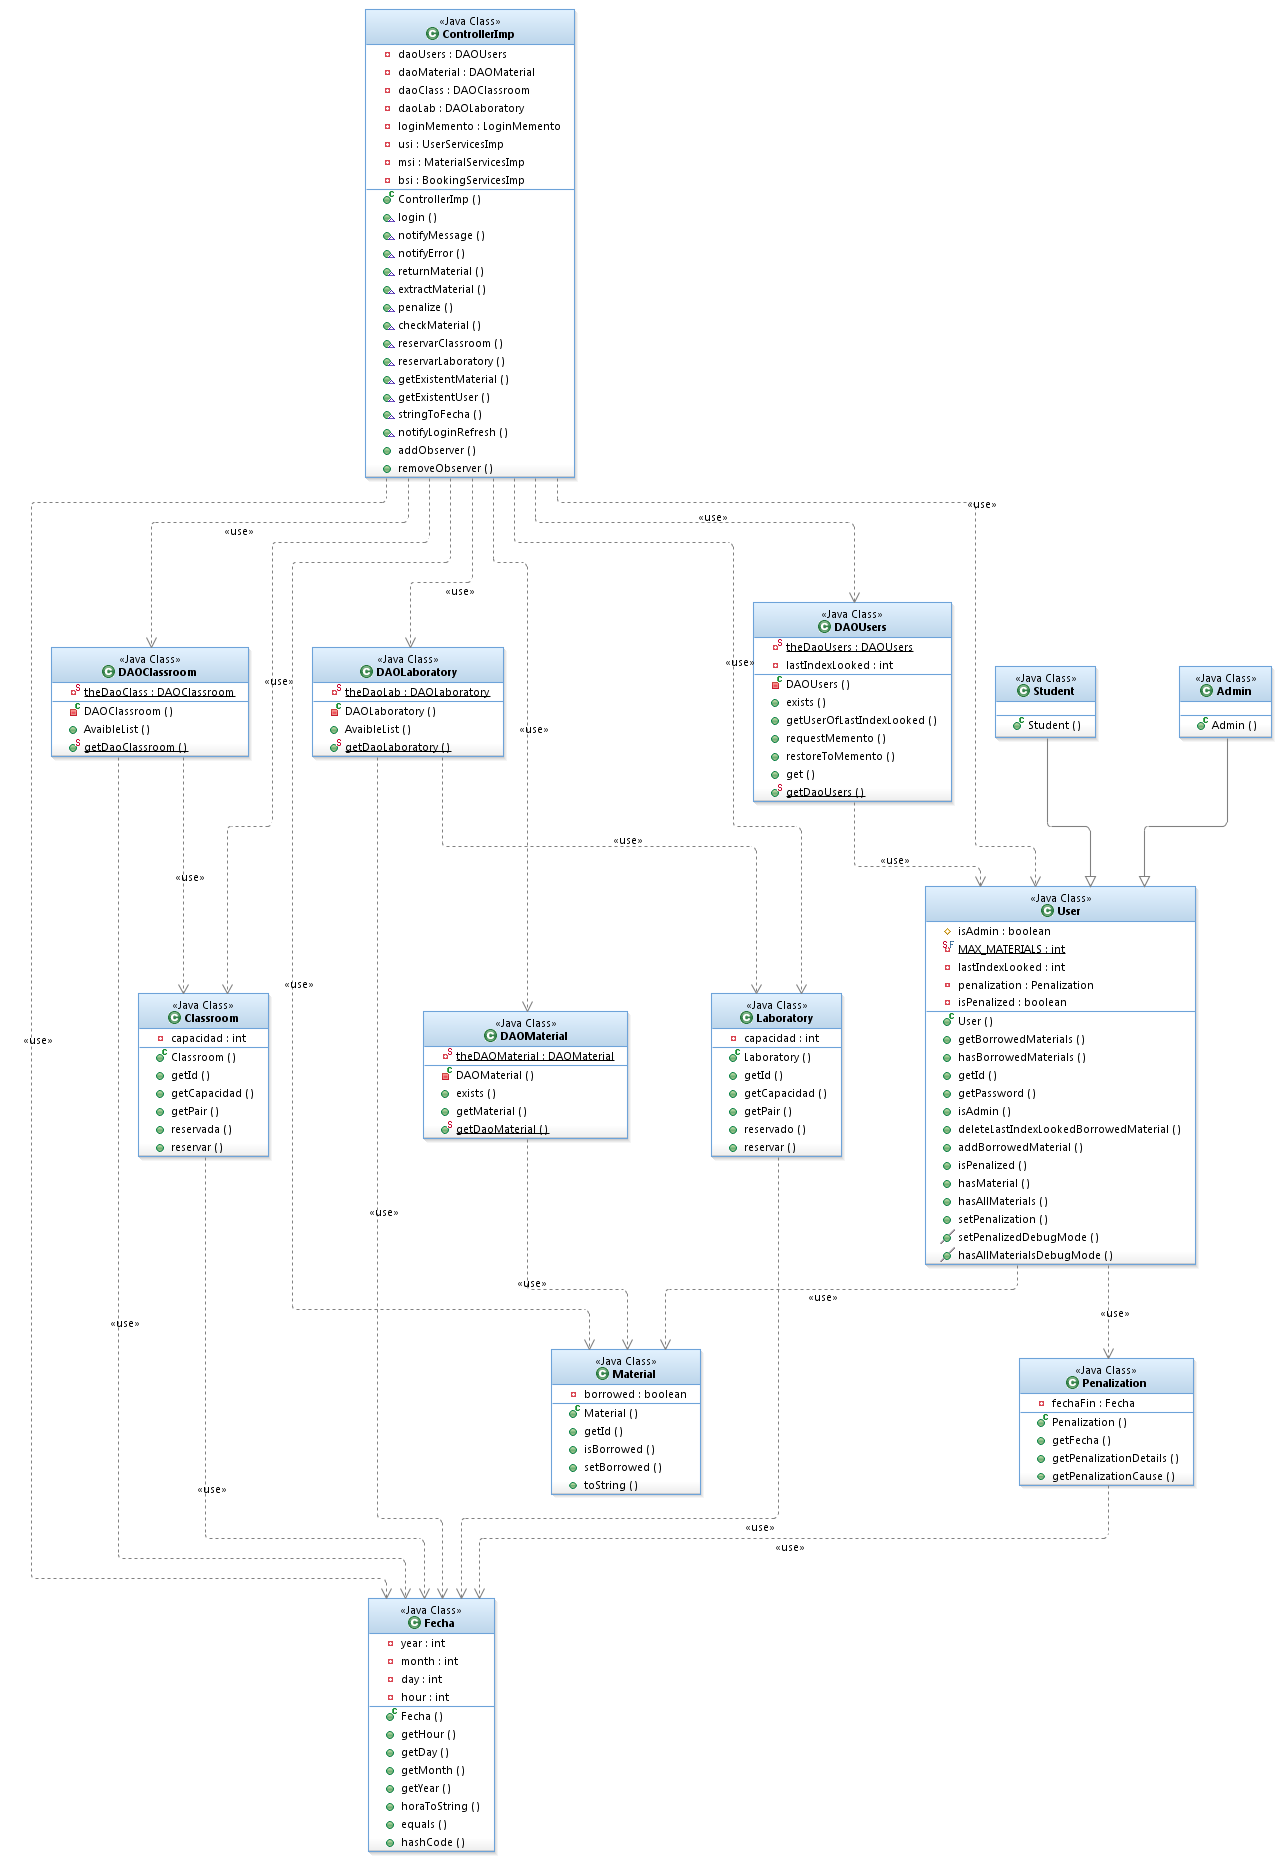 «Java Class»
ControllerImp
daoUsers : DAOUsers
daoMaterial : DAOMaterial
daoClass : DAOClassroom
daoLab : DAOLaboratory
loginMemento : LoginMemento
usi : UserServicesImp
msi : MaterialServicesImp
bsi : BookingServicesImp
ControllerImp ( )
login ( )
notifyMessage ( )
notifyError ( )
returnMaterial ( )
extractMaterial ( )
penalize ( )
checkMaterial ( )
reservarClassroom ( )
reservarLaboratory ( )
getExistentMaterial ( )
getExistentUser ( )
stringToFecha ( )
notifyLoginRefresh ( )
addObserver ( )
removeObserver ( )
«use»
«use»
«use»
«use»
«use»
«use»
«use»
«Java Class»
DAOClassroom
theDaoClass : DAOClassroom
DAOClassroom ( )
AvaibleList ( )
getDaoClassroom ( )
«Java Class»
DAOLaboratory
theDaoLab : DAOLaboratory
DAOLaboratory ( )
AvaibleList ( )
getDaoLaboratory ( )
«Java Class»
DAOUsers
theDaoUsers : DAOUsers
lastIndexLooked : int
DAOUsers ( )
exists ( )
getUserOfLastIndexLooked ( )
requestMemento ( )
restoreToMemento ( )
get ( )
getDaoUsers ( )
«Java Class»
Student
Student ( )
«Java Class»
Admin
Admin ( )
«use»
«use»
«use»
«use»
«use»
«Java Class»
User
isAdmin : boolean
MAX_MATERIALS : int
lastIndexLooked : int
penalization : Penalization
isPenalized : boolean
User ( )
getBorrowedMaterials ( )
hasBorrowedMaterials ( )
getId ( )
getPassword ( )
isAdmin ( )
deleteLastIndexLookedBorrowedMaterial ( )
addBorrowedMaterial ( )
isPenalized ( )
hasMaterial ( )
hasAllMaterials ( )
setPenalization ( )
setPenalizedDebugMode ( )
hasAllMaterialsDebugMode ( )
«Java Class»
Classroom
capacidad : int
Classroom ( )
getId ( )
getCapacidad ( )
getPair ( )
reservada ( )
reservar ( )
«Java Class»
DAOMaterial
theDAOMaterial : DAOMaterial
DAOMaterial ( )
exists ( )
getMaterial ( )
getDaoMaterial ( )
«Java Class»
Laboratory
capacidad : int
Laboratory ( )
getId ( )
getCapacidad ( )
getPair ( )
reservado ( )
reservar ( )
«use»
«use»
«use»
«use»
«use»
«Java Class»
Material
borrowed : boolean
Material ( )
getId ( )
isBorrowed ( )
setBorrowed ( )
toString ( )
«Java Class»
Penalization
fechaFin : Fecha
Penalization ( )
getFecha ( )
getPenalizationDetails ( )
getPenalizationCause ( )
«use»
«use»
«use»
«Java Class»
Fecha
year : int
month : int
day : int
hour : int
Fecha ( )
getHour ( )
getDay ( )
getMonth ( )
getYear ( )
horaToString ( )
equals ( )
hashCode ( )